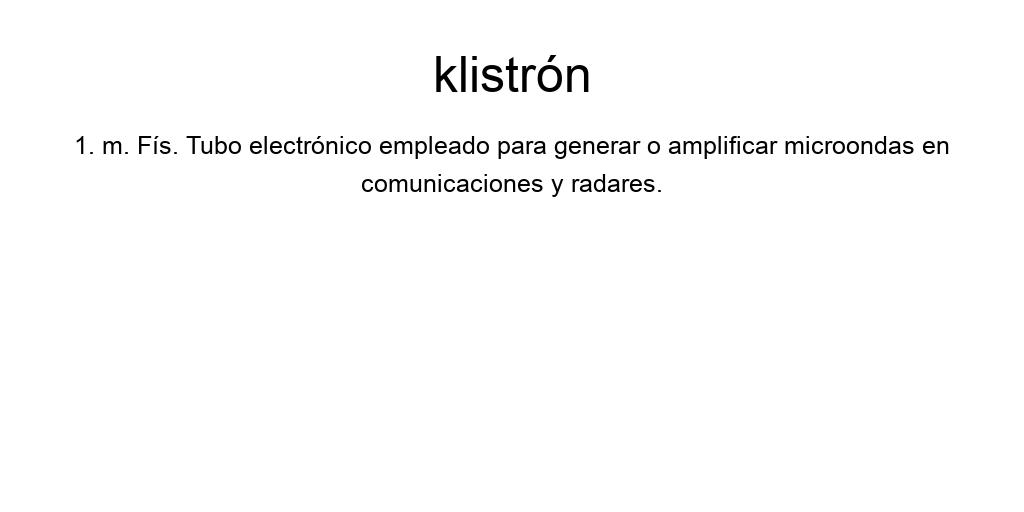 klistrón
1. m. Fís. Tubo electrónico empleado para generar o amplificar microondas en
comunicaciones y radares.